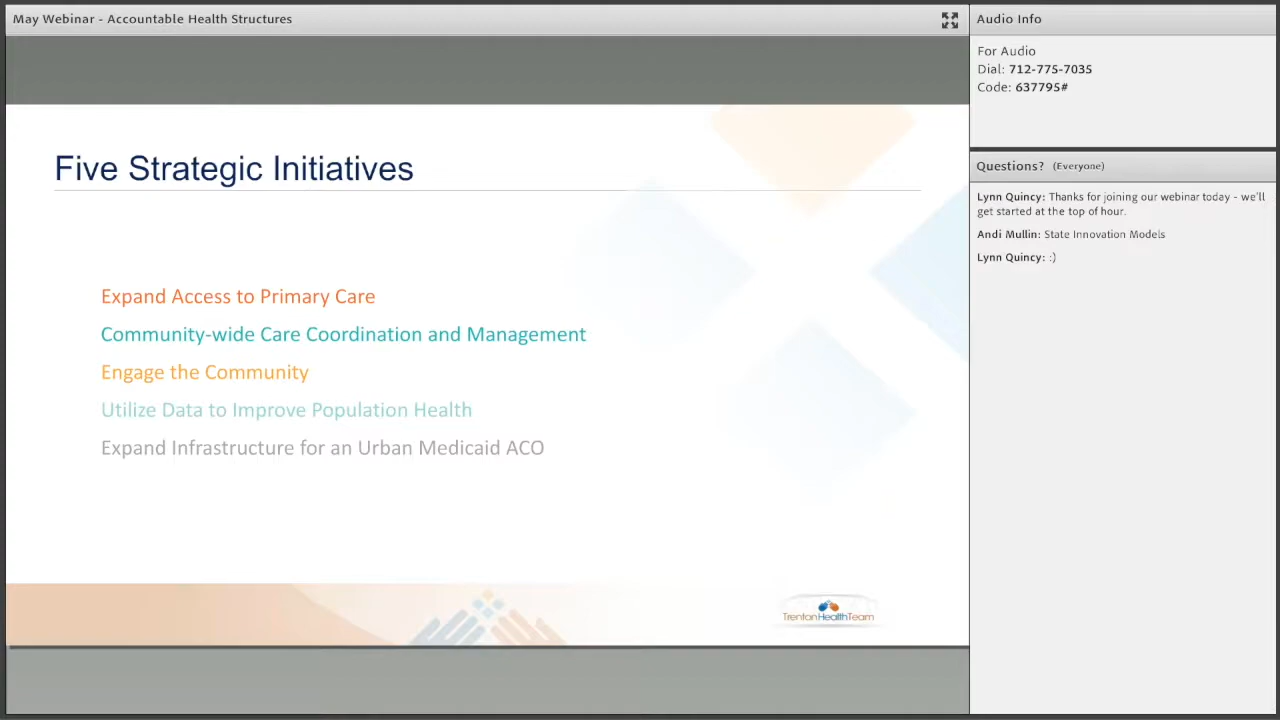 May Webinar - Accountable Health Structures
Five Strategic Initiatives
Expand Access to Primary Care
Community-wide Care Coordination and Management
Engage the Community
Utilize Data to Improve Population Health
Expand Infrastructure for an Urban Medicaid ACO
TrentonHealthTeam
Audio Info
For Audio
Dial: 712-775-7035
Code: 637795#
Questions? (Everyone)
Lynn Quincy: Thanks for joining our webinar today - we'll
get started at the top of hour.
Andi Mullin: State Innovation Models
Lynn Quincy: :)